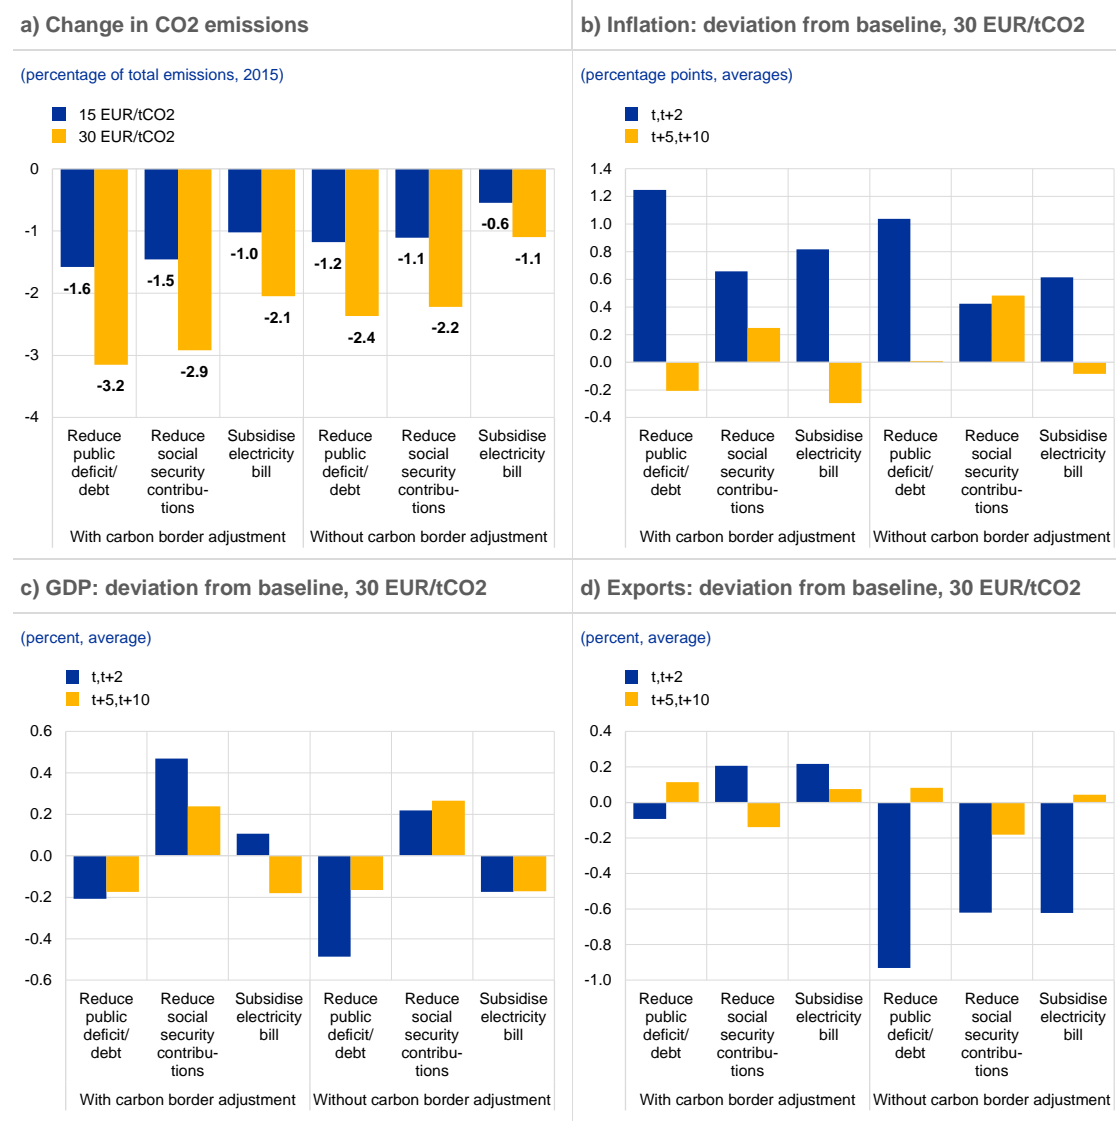 a) Change in CO2 emissions
(percentage of total emissions, 2015)
15 EUR/tCO2
30 EUR/tCO2
0
-1
-2
-3
-4
-1.6
-3.2
-1.5
-2.9
-1.0
-2.1
-1.2
-2.4
-1.1
-2.2
-0.6
-1.1
Reduce
public
deficit/
debt
Reduce
social
security
contribu-
tions
Subsidise
electricity
bill
Reduce
public
deficit/
debt
Reduce
social
security
contribu-
tions
Subsidise
electricity
bill
With carbon border adjustment
Without carbon border adjustment
b) Inflation: deviation from baseline, 30 EUR/tCO2
(percentage points, averages)
t,t+2
t+5,t+10
1.4
1.2
1.0
0.8
0.6
0.4
0.2
0.0
-0.2
-0.4
Reduce
public
deficit/
debt
Reduce
social
security
contribu-
tions
Subsidise
electricity
bill
Reduce
public
deficit/
debt
Reduce
social
security
contribu-
tions
Subsidise
electricity
bill
With carbon border adjustment
Without carbon border adjustment
c) GDP: deviation from baseline, 30 EUR/tCO2
(percent, average)
t,t+2
t+5,t+10
0.6
0.4
0.2
0.0
-0.2
-0.4
-0.6
Reduce
public
deficit/
debt
Reduce
social
security
contribu-
tions
Subsidise
electricity
bill
Reduce
public
deficit/
debt
Reduce
social
security
contribu-
tions
Subsidise
electricity
bill
With carbon border adjustment
Without carbon border adjustment
d) Exports: deviation from baseline, 30 EUR/tCO2
(percent, average)
t,t+2
t+5,t+10
0.4
0.2
0.0
-0.2
-0.4
-0.6
-0.8
-1.0
Reduce
public
deficit/
debt
Reduce
social
security
contribu-
tions
Subsidise
electricity
bill
Reduce
public
deficit/
debt
Reduce
social
security
contribu-
tions
Subsidise
electricity
bill
With carbon border adjustment
Without carbon border adjustment